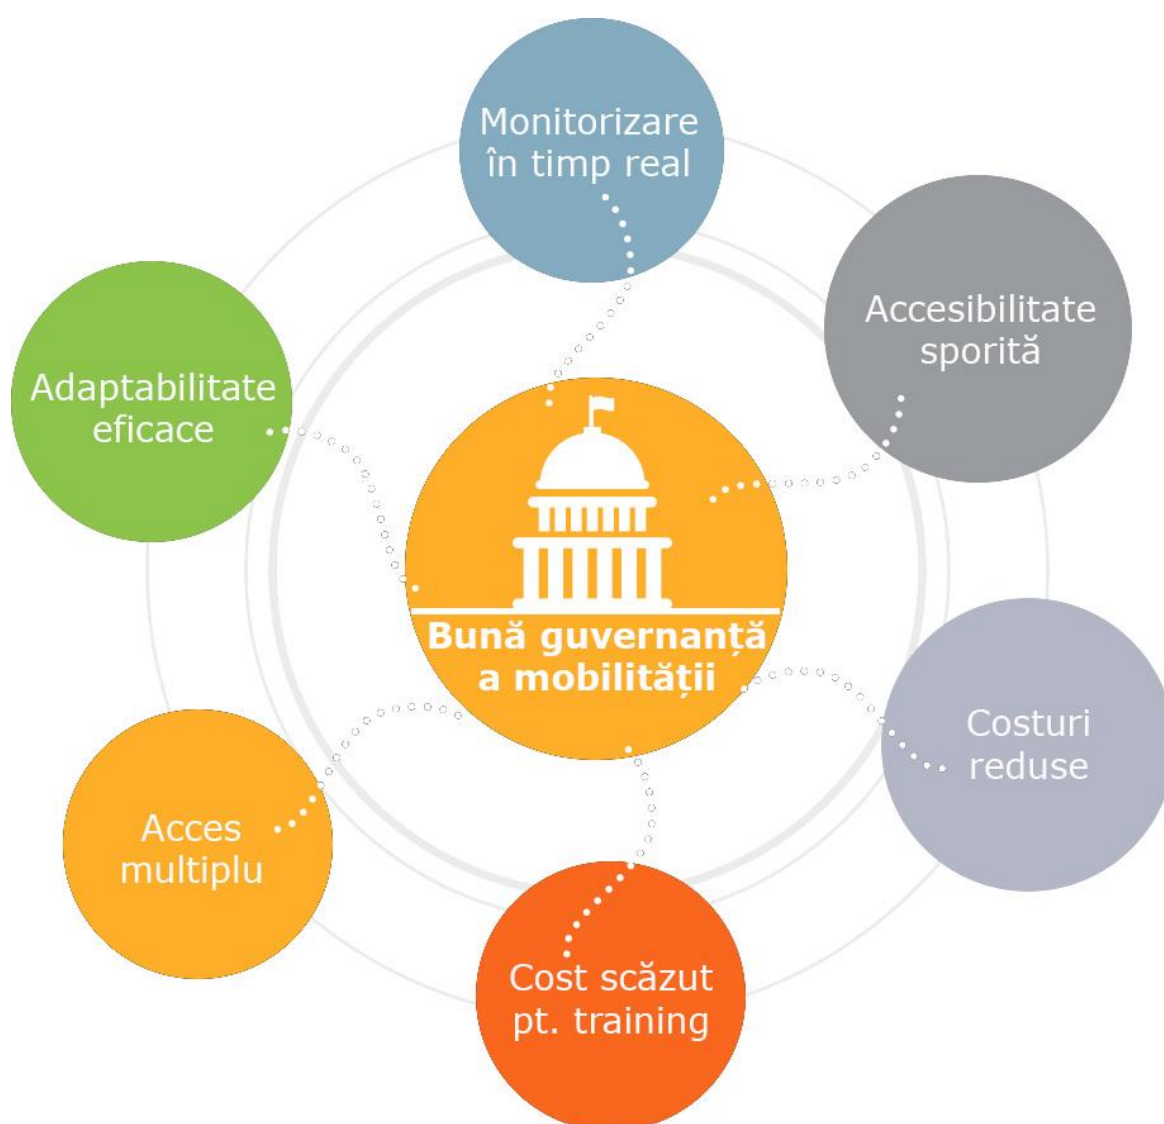 Monitorizare
în timp real
Accesibilitate
sporită
Adaptabilitate
eficace
Bună guvernanță
a mobilității
Costuri
reduse
Acces
multiplu
Cost scăzut
pt. training